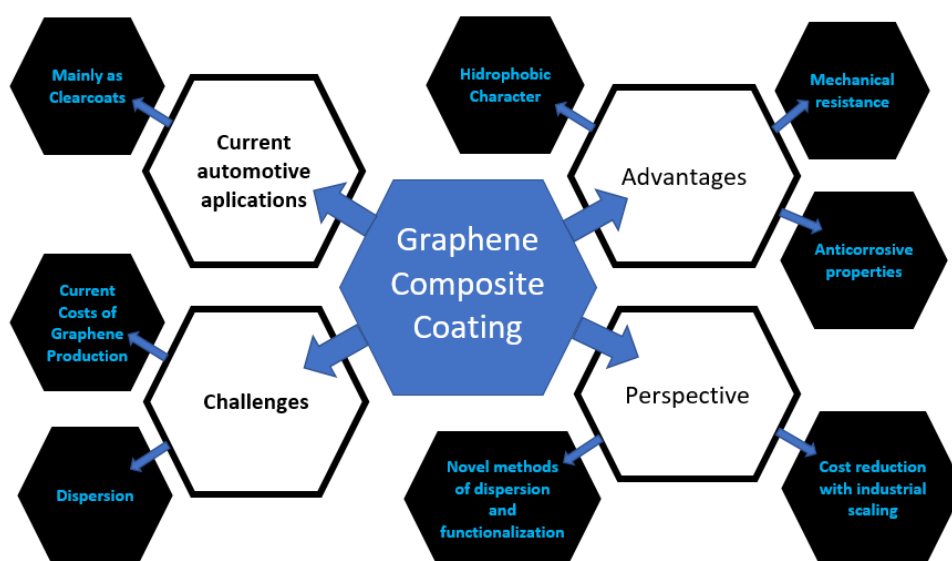 Mainly as
Clearcoats
Current
automotive
aplications
Hidrophobic
Character
Mechanical
resistance
Advantages
Anticorrosive
properties
Graphene
Composite
Coating
Current
Costs of
Graphene
Production
Challenges
Dispersion
Perspective
Novel methods
of dispersion
and
functionalization
Cost reduction
with industrial
scaling